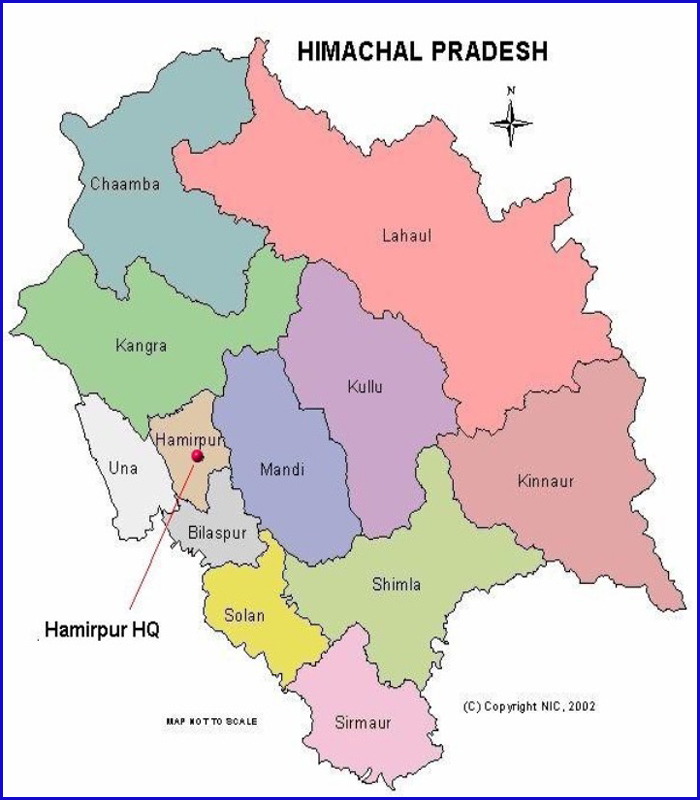 HIMACHAL PRADESH
N
Chaamba
Lahaul
Kangra
Kullu
Hamirpur
Una
Mandi
Kinnaur
Bilaspur
Shimla
Solan
Hamirpur HQ
Sirmaur
(C) Copyright NIC, 2002
MAP NOT TO SCALE